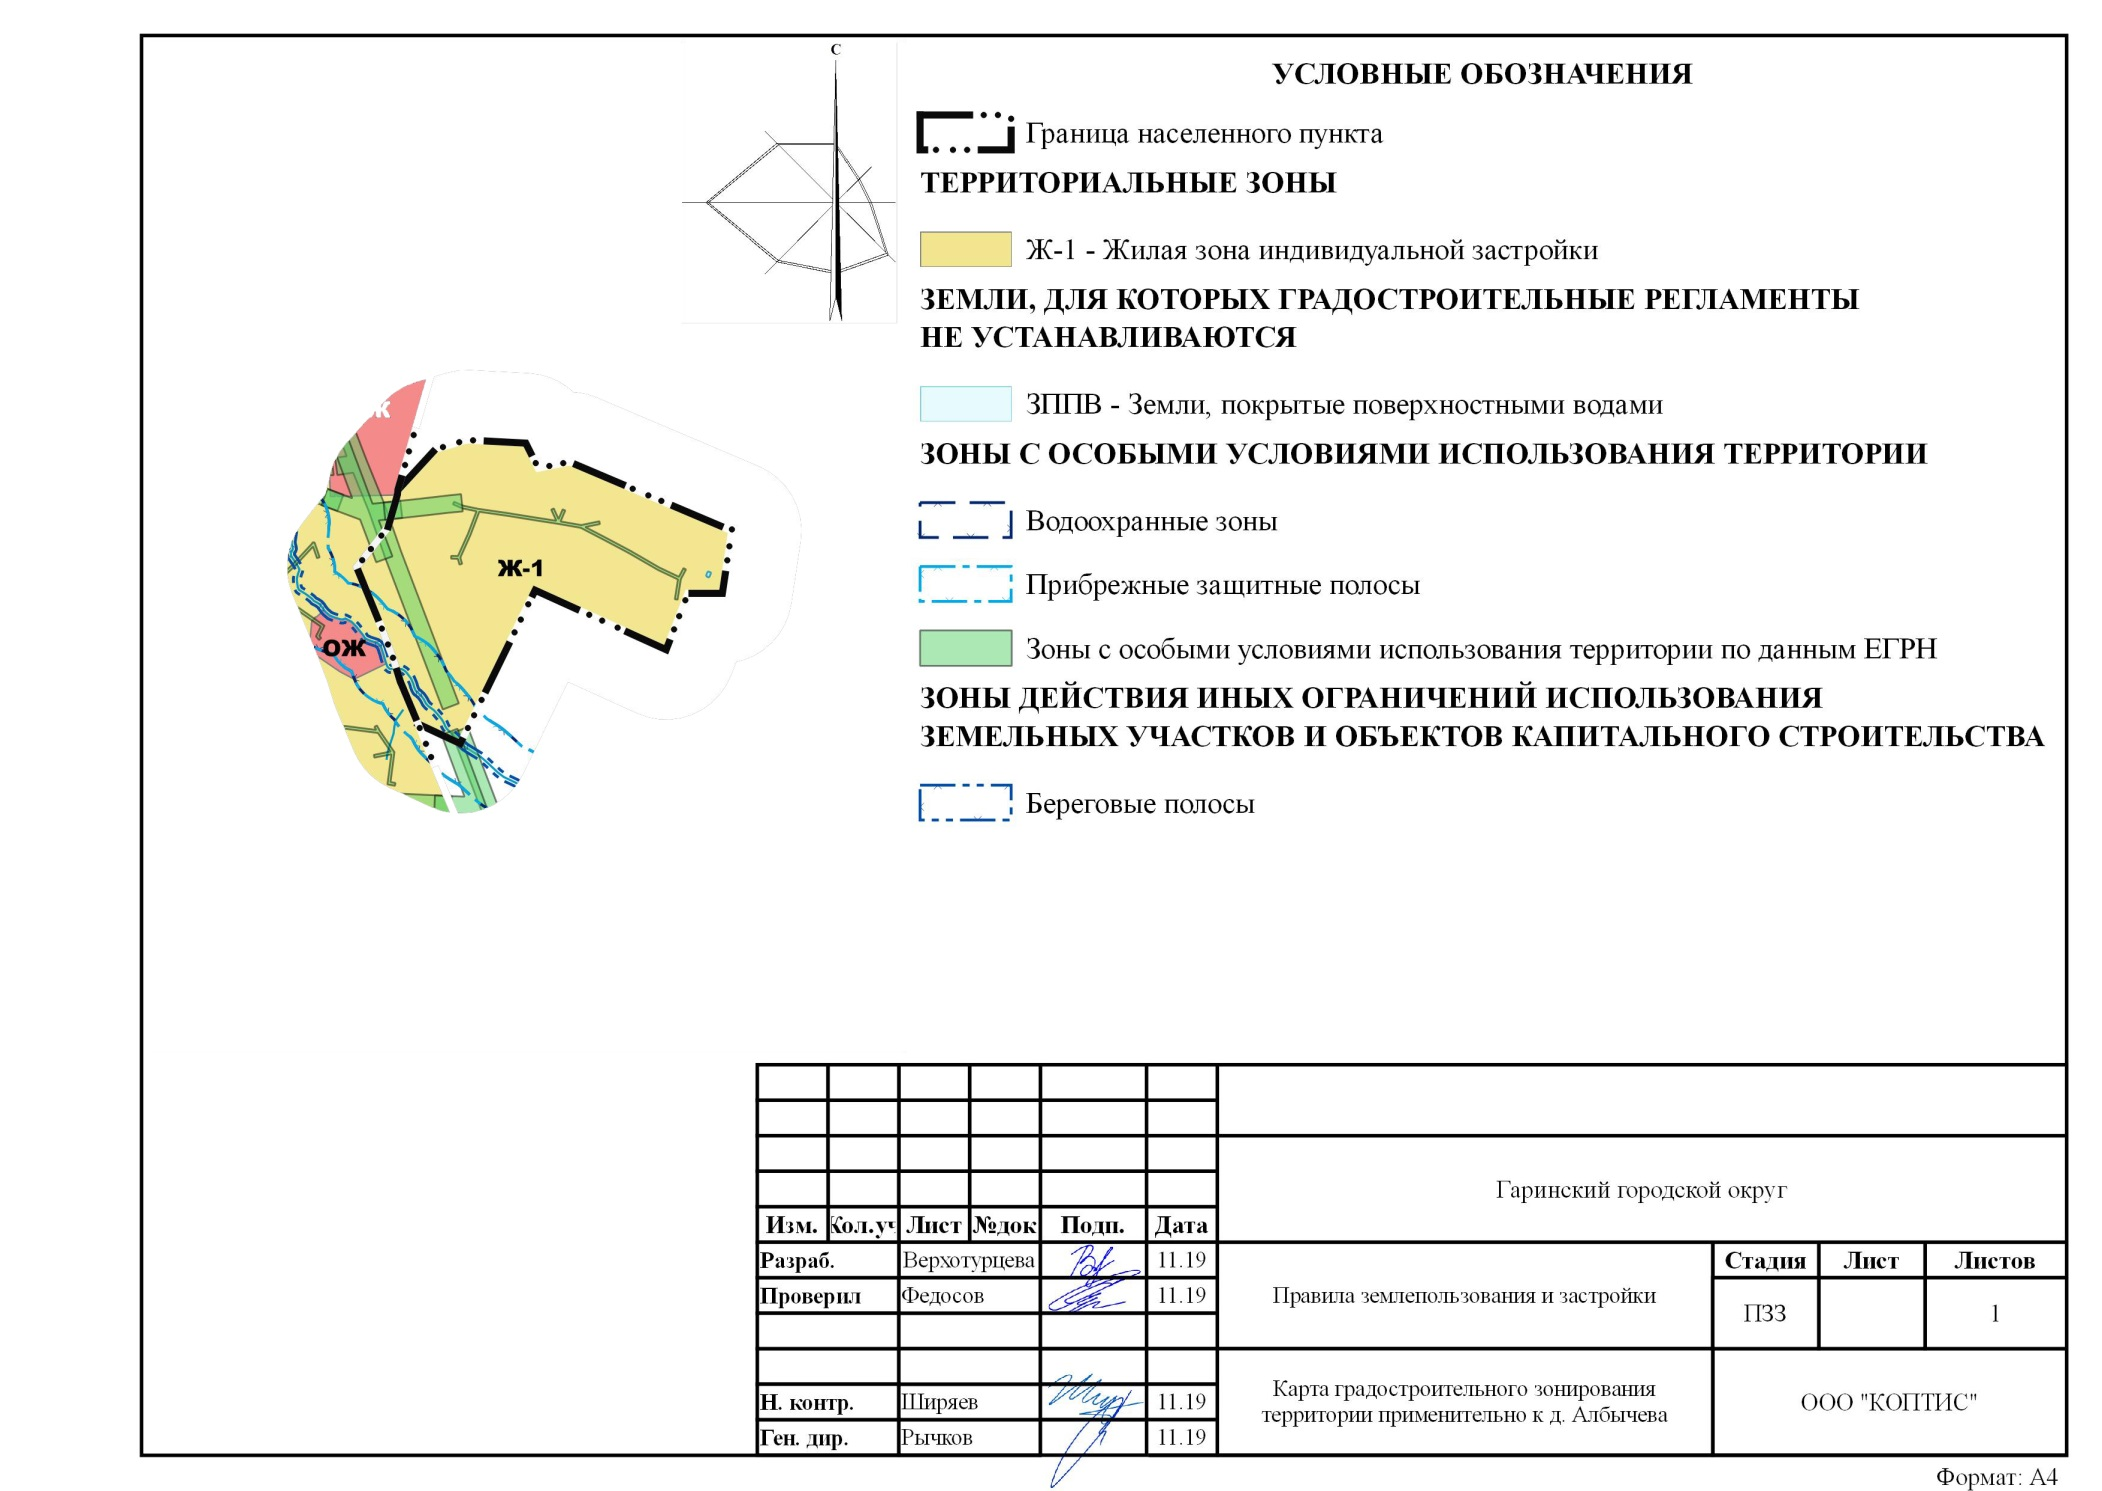 С
УСЛОВНЫЕ ОБОЗНАЧЕНИЯ
Граница населенного пункта
ТЕРРИТОРИАЛЬНЫЕ ЗОНЫ
Ж-1 - Жилая зона индивидуальной застройки
ЗЕМЛИ, ДЛЯ КОТОРЫХ ГРАДОСТРОИТЕЛЬНЫЕ РЕГЛАМЕНТЫ
НЕ УСТАНАВЛИВАЮТСЯ
ЗППВ - Земли, покрытые поверхностными водами
ЗОНЫ С ОСОБЫМИ УСЛОВИЯМИ ИСПОЛЬЗОВАНИЯ ТЕРРИТОРИИ
Водоохранные зоны
Прибрежные защитные полосы
Зоны с особыми условиями использования территории по данным ЕГРН
ЗОНЫ ДЕЙСТВИЯ ИНЫХ ОГРАНИЧЕНИЙ ИСПОЛЬЗОВАНИЯ
ЗЕМЕЛЬНЫХ УЧАСТКОВ И ОБЪЕКТОВ КАПИТАЛЬНОГО СТРОИТЕЛЬСТВА
Береговые полосы
Ж
Ж-1
ОЖ
Гаринский городской округ
Изм. Кол.уч Лист №док Подп. Дата
Разраб. Верхотурцева 11.19
Проверил Федосов 11.19
Н. контр. Ширяев 11.19
Ген. дир. Рычков 11.19
Правила землепользования и застройки
Стадия Лист Листов
ПЗЗ 1
Карта градостроительного зонирования
территории применительно к д. Албычева
ООО "КОПТИС"
Формат: А4